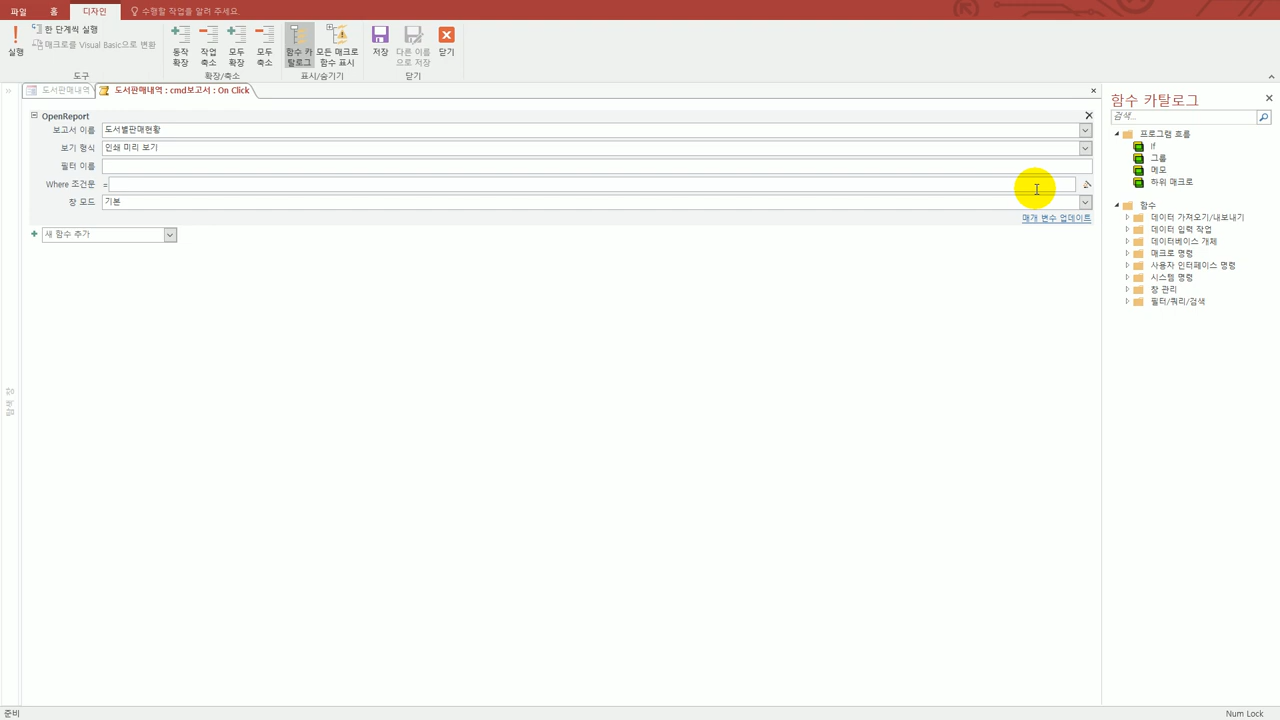 파일 홈 디자인 수행할 작업을 알려 주세요.
실행
한 단계씩 실행
매크로를 Visual Basic으로 변환
도구
동작 확장
작업 축소
모두 확장
모두 축소
확장/축소
함수 카탈로그
모든 매크로 함수 표시
표시/숨기기
저장
다른 이름으로 저장
닫기
닫기
도서판매내역
도서판매내역 : cmd보고서 : On Click
OpenReport
보고서 이름 도서별판매현황
보기 형식 인쇄 미리 보기
필터 이름
Where 조건문 =
창 모드 기본
매개 변수 업데이트
새 함수 추가
함수 카탈로그
검색...
프로그램 흐름
If
그룹
메모
하위 매크로
함수
데이터 가져오기/내보내기
데이터 입력 작업
데이터베이스 개체
매크로 명령
사용자 인터페이스 명령
시스템 명령
창 관리
필터/쿼리/검색
탐색 창
준비
Num Lock